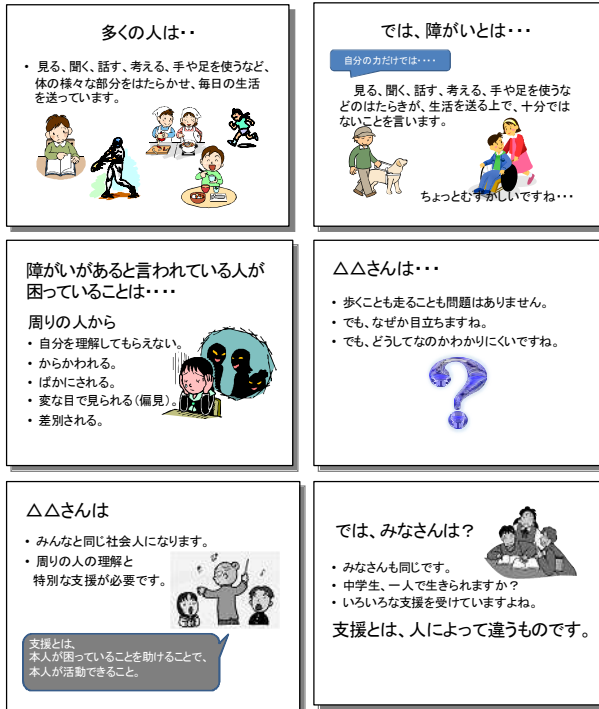 多くの人は・・
• 見る、聞く、話す、考える、手や足を使うなど、
体の様々な部分をはたらかせ、毎日の生活
を送っています。
では、障がいとは・・・
自分の力だけでは・・・・
見る、聞く、話す、考える、手や足を使うな
どのはたらきが、生活を送る上で、十分では
ないことを言います。
ちょっとむずかしいですね・・・
障がいがあると言われている人が
困っていることは・・・・
周りの人から
• 自分を理解してもらえない。
• からかわれる。
• ばかにされる。
• 変な目で見られる(偏見)。
• 差別される。
△△さんは・・・
• 歩くことも走ることも問題はありません。
• でも、なぜか目立ちますね。
• でも、どうしてなのかわかりにくいですね。
△△さんは
• みんなと同じ社会人になります。
• 周りの人の理解と
特別な支援が必要です。
支援とは、
本人が困っていることを助けることで、
本人が活動できること。
では、みなさんは？
• みなさんも同じです。
• 中学生、一人で生きられますか？
• いろいろな支援を受けていますよね。
支援とは、人によって違うものです。